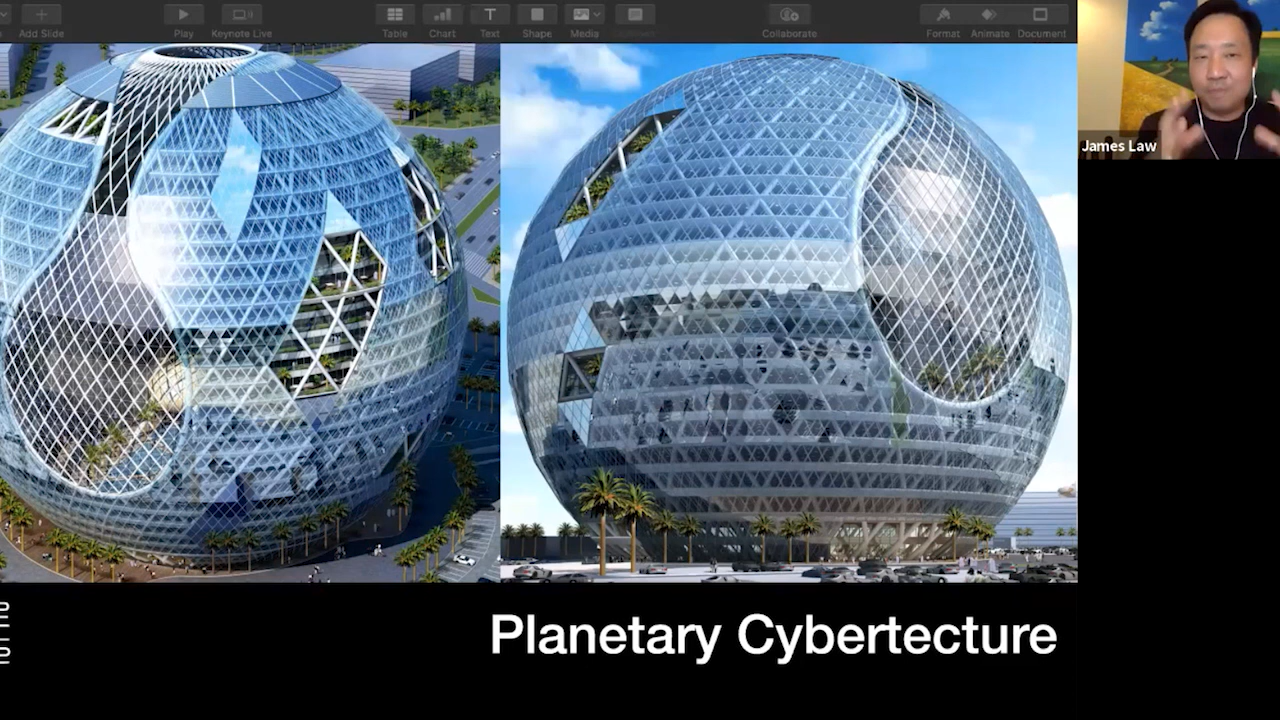 Add Slide
Play
Keynote Live
Table
Chart
Text
Shape
Media
Collaborate
Format
Animate
Document
James Law
Planetary Cybertecture